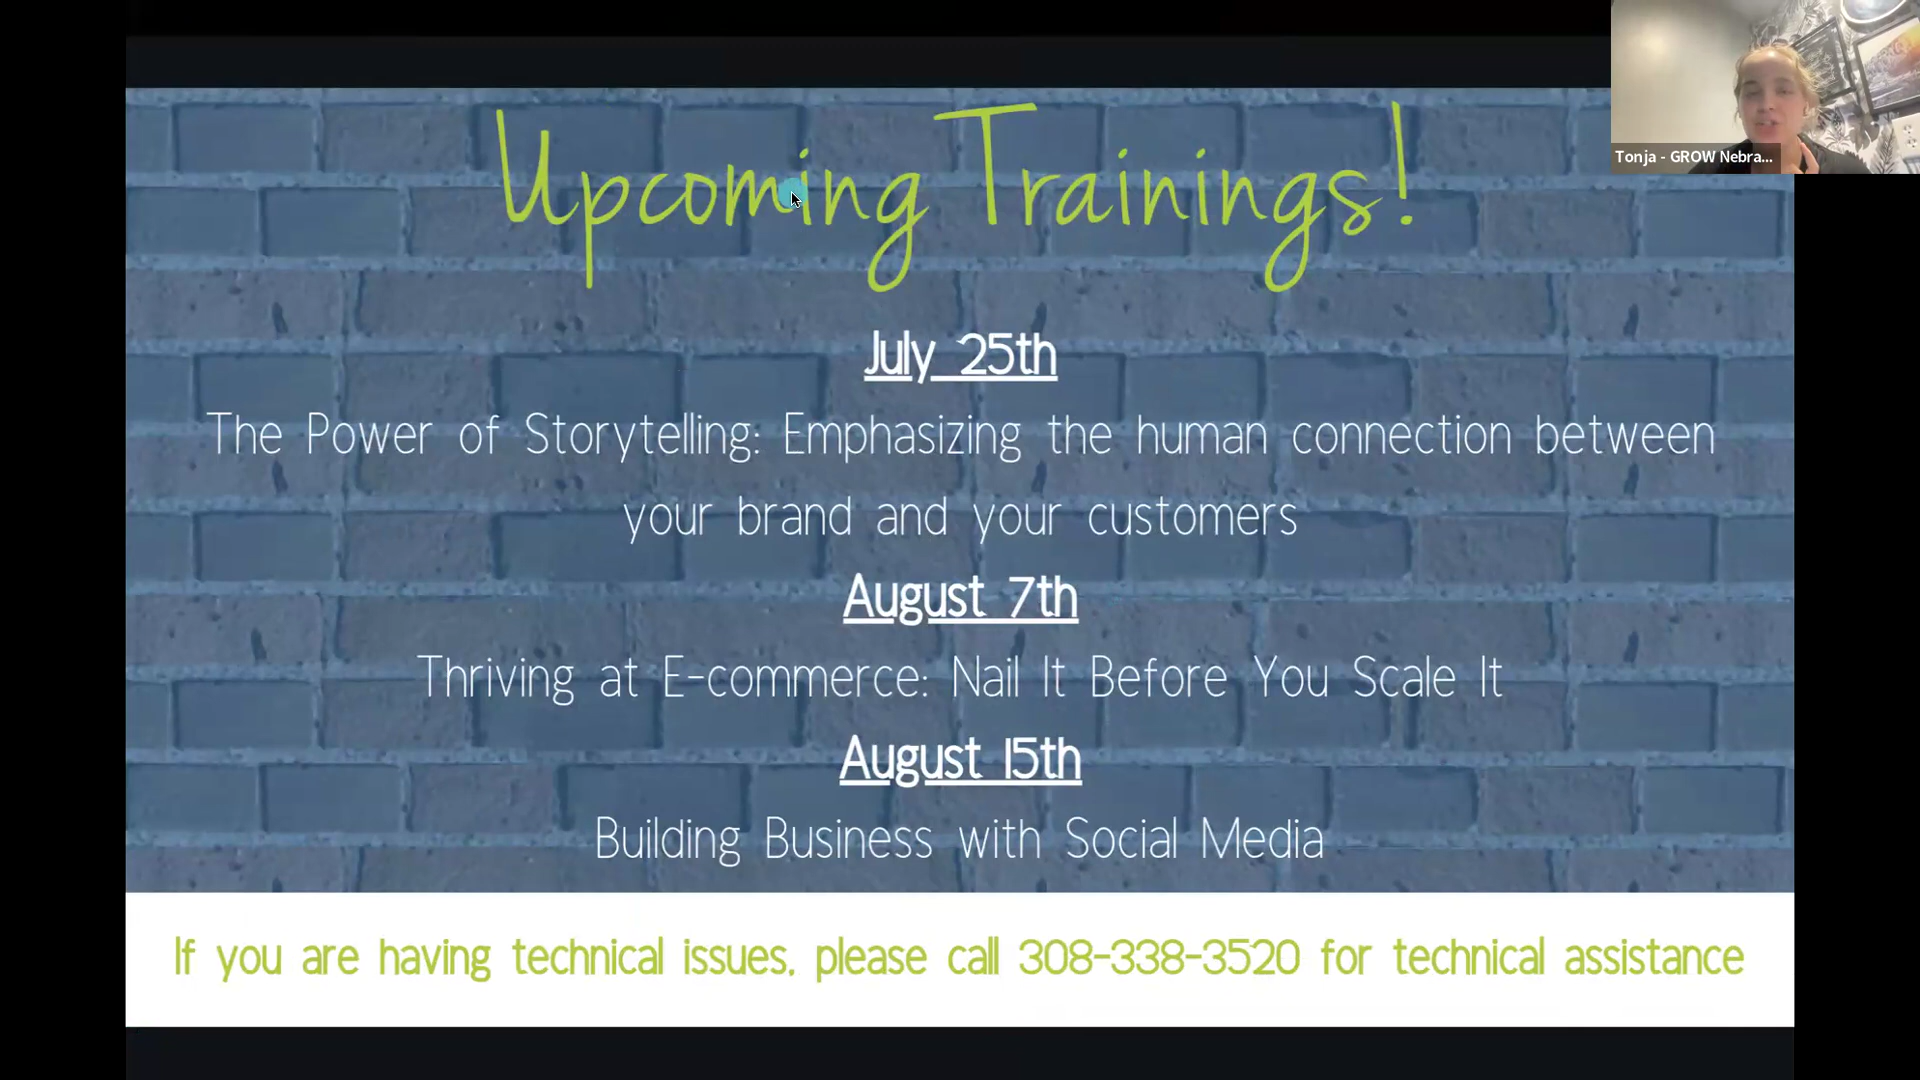 Upcoming Trainings!
Tonja - GROW Nebra...
July 25th
The Power of Storytelling: Emphasizing the human connection between
your brand and your customers
August 7th
Thriving at E-commerce: Nail It Before You Scale It
August 15th
Building Business with Social Media
If you are having technical issues, please call 308-338-3520 for technical assistance